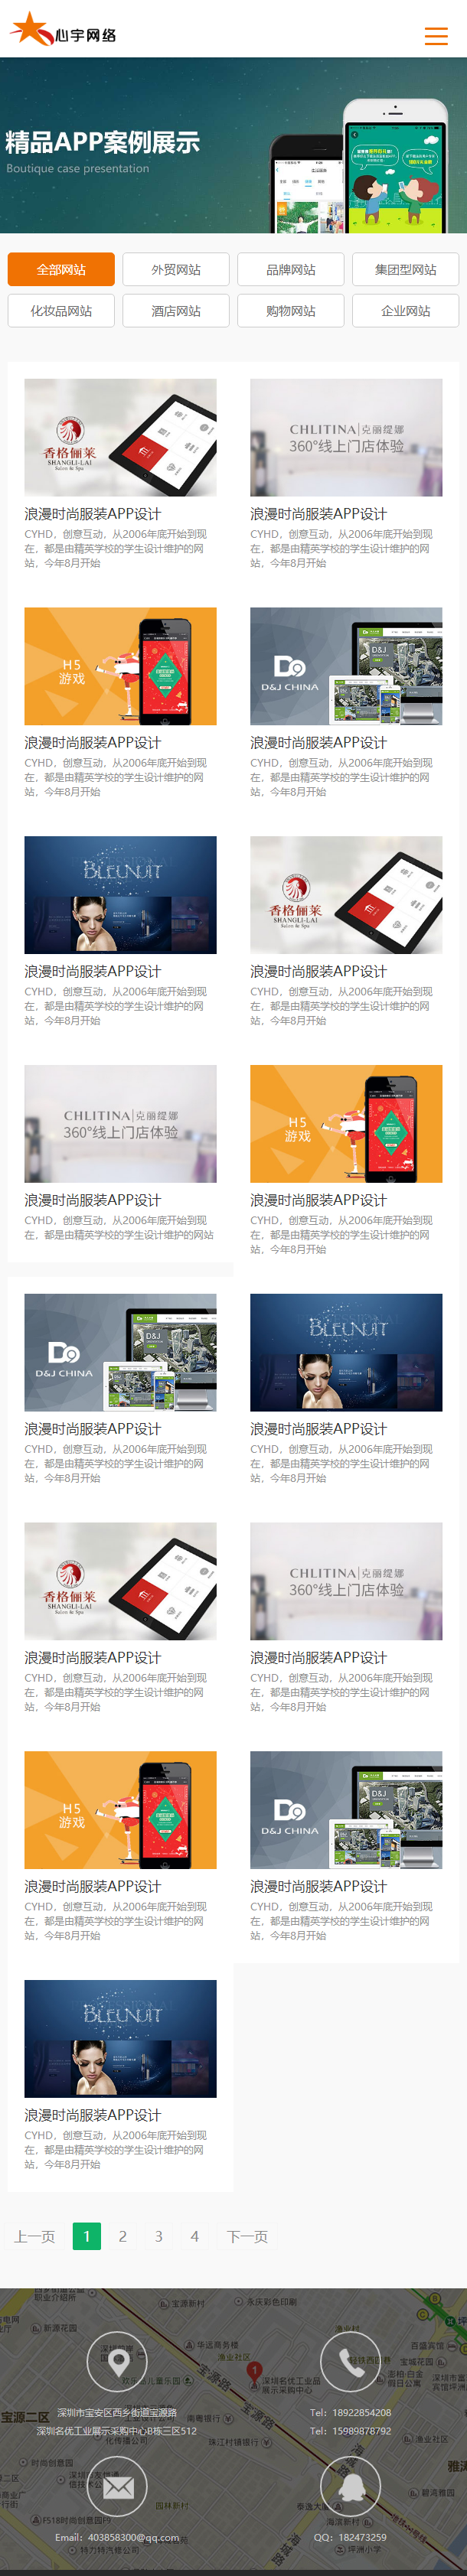 心宇网络
精品APP案例展示
Boutique case presentation
全部网站
外贸网站
品牌网站
集团型网站
化妆品网站
酒店网站
购物网站
企业网站
香格俪莱
SHANGLI-LAI
Salon & Spa
CHLITINA|克丽缇娜
360°线上门店体验
浪漫时尚服装APP设计
CYHD，创意互动，从2006年底开始到现
在，都是由精英学校的学生设计维护的网
站，今年8月开始
浪漫时尚服装APP设计
CYHD，创意互动，从2006年底开始到现
在，都是由精英学校的学生设计维护的网
站，今年8月开始
H5
游戏
D&J CHINA
浪漫时尚服装APP设计
CYHD，创意互动，从2006年底开始到现
在，都是由精英学校的学生设计维护的网
站，今年8月开始
浪漫时尚服装APP设计
CYHD，创意互动，从2006年底开始到现
在，都是由精英学校的学生设计维护的网
站，今年8月开始
BLEUNUIT
香格俪莱
SHANGLI-LAI
Salon & Spa
浪漫时尚服装APP设计
CYHD，创意互动，从2006年底开始到现
在，都是由精英学校的学生设计维护的网
站，今年8月开始
浪漫时尚服装APP设计
CYHD，创意互动，从2006年底开始到现
在，都是由精英学校的学生设计维护的网
站，今年8月开始
CHLITINA|克丽缇娜
360°线上门店体验
H5
游戏
浪漫时尚服装APP设计
CYHD，创意互动，从2006年底开始到现
在，都是由精英学校的学生设计维护的网站
浪漫时尚服装APP设计
CYHD，创意互动，从2006年底开始到现
在，都是由精英学校的学生设计维护的网
站，今年8月开始
D&J CHINA
BLEUNUIT
浪漫时尚服装APP设计
CYHD，创意互动，从2006年底开始到现
在，都是由精英学校的学生设计维护的网
站，今年8月开始
浪漫时尚服装APP设计
CYHD，创意互动，从2006年底开始到现
在，都是由精英学校的学生设计维护的网
站，今年8月开始
香格俪莱
SHANGLI-LAI
Salon & Spa
CHLITINA|克丽缇娜
360°线上门店体验
浪漫时尚服装APP设计
CYHD，创意互动，从2006年底开始到现
在，都是由精英学校的学生设计维护的网
站，今年8月开始
浪漫时尚服装APP设计
CYHD，创意互动，从2006年底开始到现
在，都是由精英学校的学生设计维护的网
站，今年8月开始
H5
游戏
D&J CHINA
浪漫时尚服装APP设计
CYHD，创意互动，从2006年底开始到现
在，都是由精英学校的学生设计维护的网
站，今年8月开始
浪漫时尚服装APP设计
CYHD，创意互动，从2006年底开始到现
在，都是由精英学校的学生设计维护的网
站，今年8月开始
BLEUNUIT
浪漫时尚服装APP设计
CYHD，创意互动，从2006年底开始到现
在，都是由精英学校的学生设计维护的网
站，今年8月开始
上一页 1 2 3 4 下一页
深圳市宝安区西乡街道宝源路
深圳名优工业展示采购中心B栋三区512
Tel：18922854208
Tel：15989878792
Email：403858300@qq.com
QQ：182473259